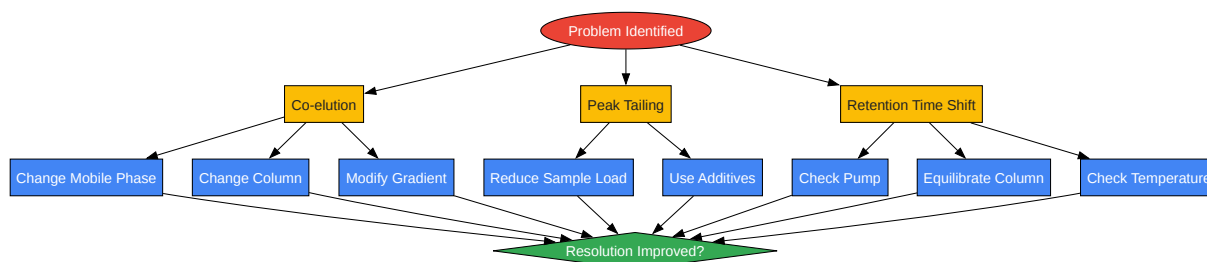 Problem Identified
Co-elution
Peak Tailing
Retention Time Shift
Change Mobile Phase
Change Column
Modify Gradient
Reduce Sample Load
Use Additives
Check Pump
Equilibrate Column
Check Temperature
Resolution Improved?